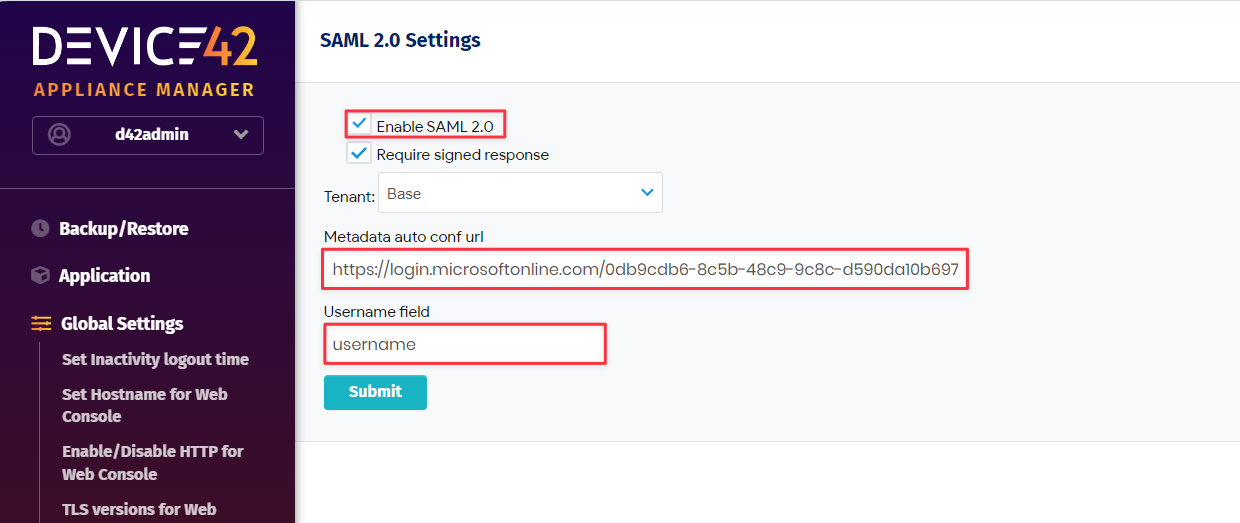 DEVICE42
APPLIANCE MANAGER
d42admin
Backup/Restore
Application
Global Settings
Set Inactivity logout time
Set Hostname for Web
Console
Enable/Disable HTTP for
Web Console
TLS versions for Web
SAML 2.0 Settings
Enable SAML 2.0
Require signed response
Tenant: Base
Metadata auto conf url
https://login.microsoftonline.com/0db9cdb6-8c5b-48c9-9c8c-d590da10b697
Username field
username
Submit